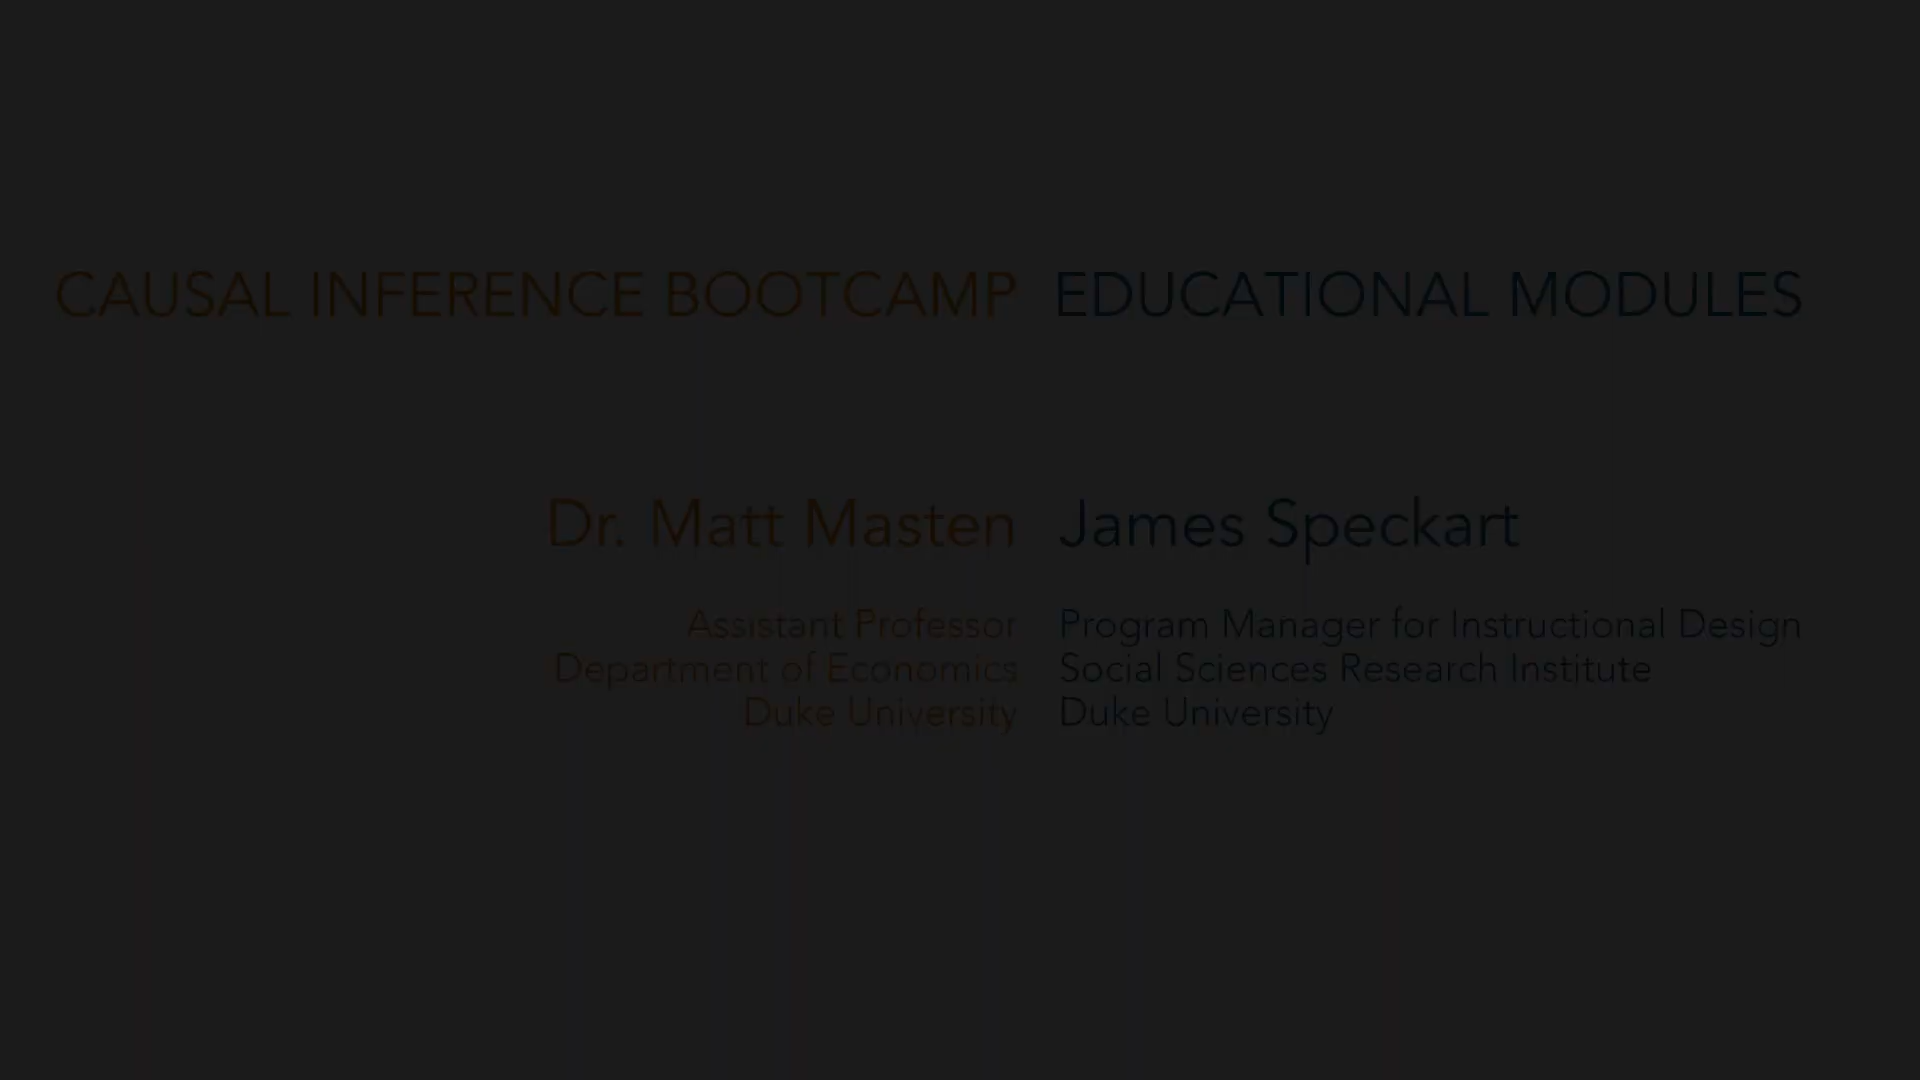 CAUSAL INFERENCE BOOTCAMP EDUCATIONAL MODULES
Dr. Matt Masten
Assistant Professor
Department of Economics
Duke University
James Speckart
Program Manager for Instructional Design
Social Sciences Research Institute
Duke University